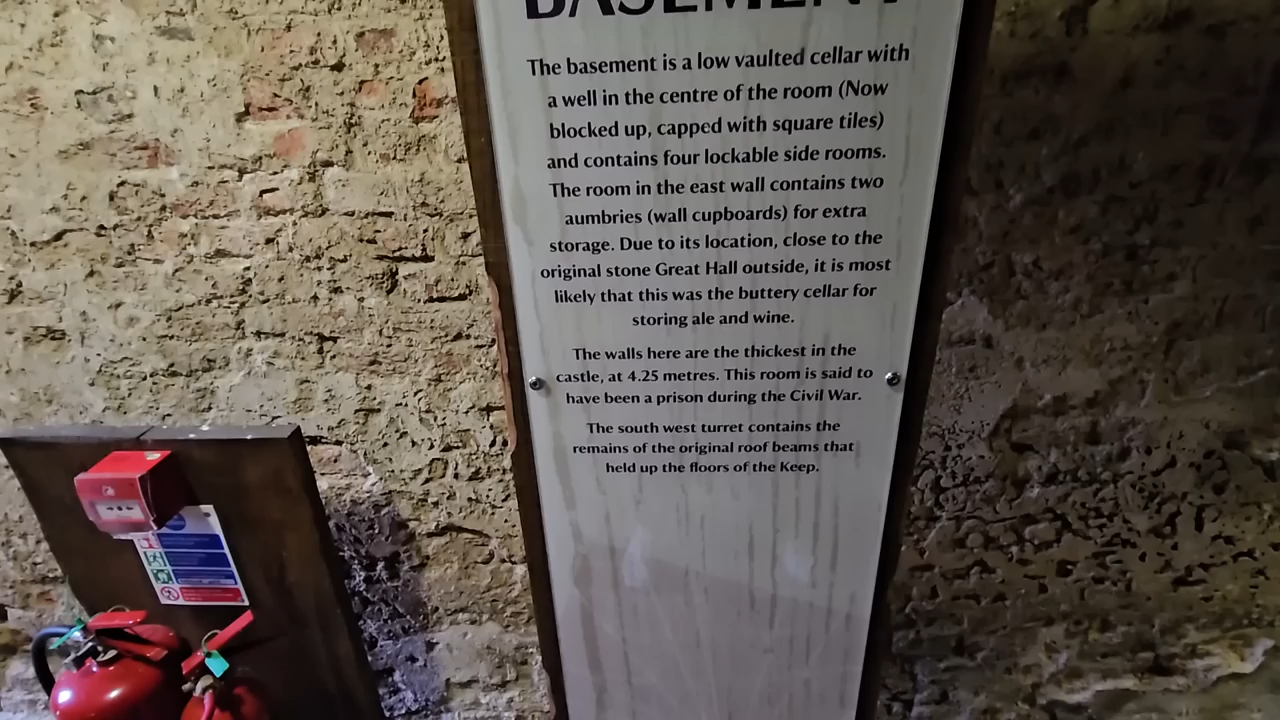 BASEMENT
The basement is a low vaulted cellar with
a well in the centre of the room (Now
blocked up, capped with square tiles)
and contains four lockable side rooms.
The room in the east wall contains two
aumbries (wall cupboards) for extra
storage. Due to its location, close to the
original stone Great Hall outside, it is most
likely that this was the buttery cellar for
storing ale and wine.
The walls here are the thickest in the
castle, at 4.25 metres. This room is said to
have been a prison during the Civil War.
The south west turret contains the
remains of the original roof beams that
held up the floors of the Keep.